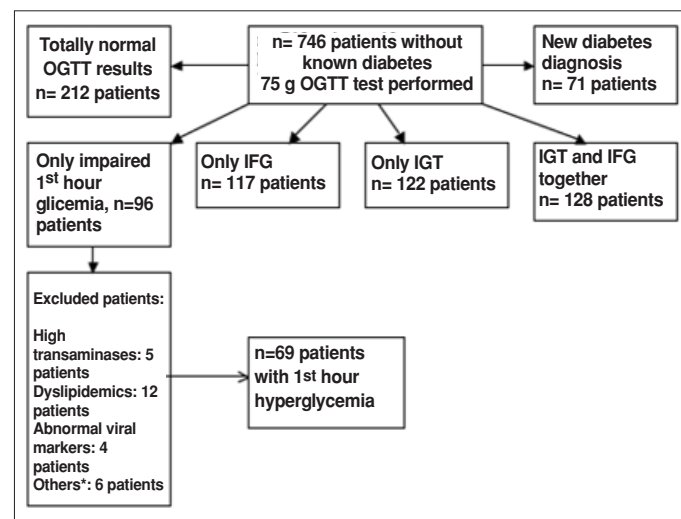 Totally normal
OGTT results
n= 212 patients
n= 746 patients without
known diabetes
75 g OGTT test performed
New diabetes
diagnosis
n= 71 patients
Only impaired
1st hour
glicemia, n=96
patients
Only IFG
n= 117 patients
Only IGT
n= 122 patients
IGT and IFG
together
n= 128 patients
Excluded patients:
High
transaminases: 5
patients
Dyslipidemics: 12
patients
Abnormal viral
markers: 4
patients
Others*: 6 patients
n=69 patients
with 1st hour
hyperglycemia